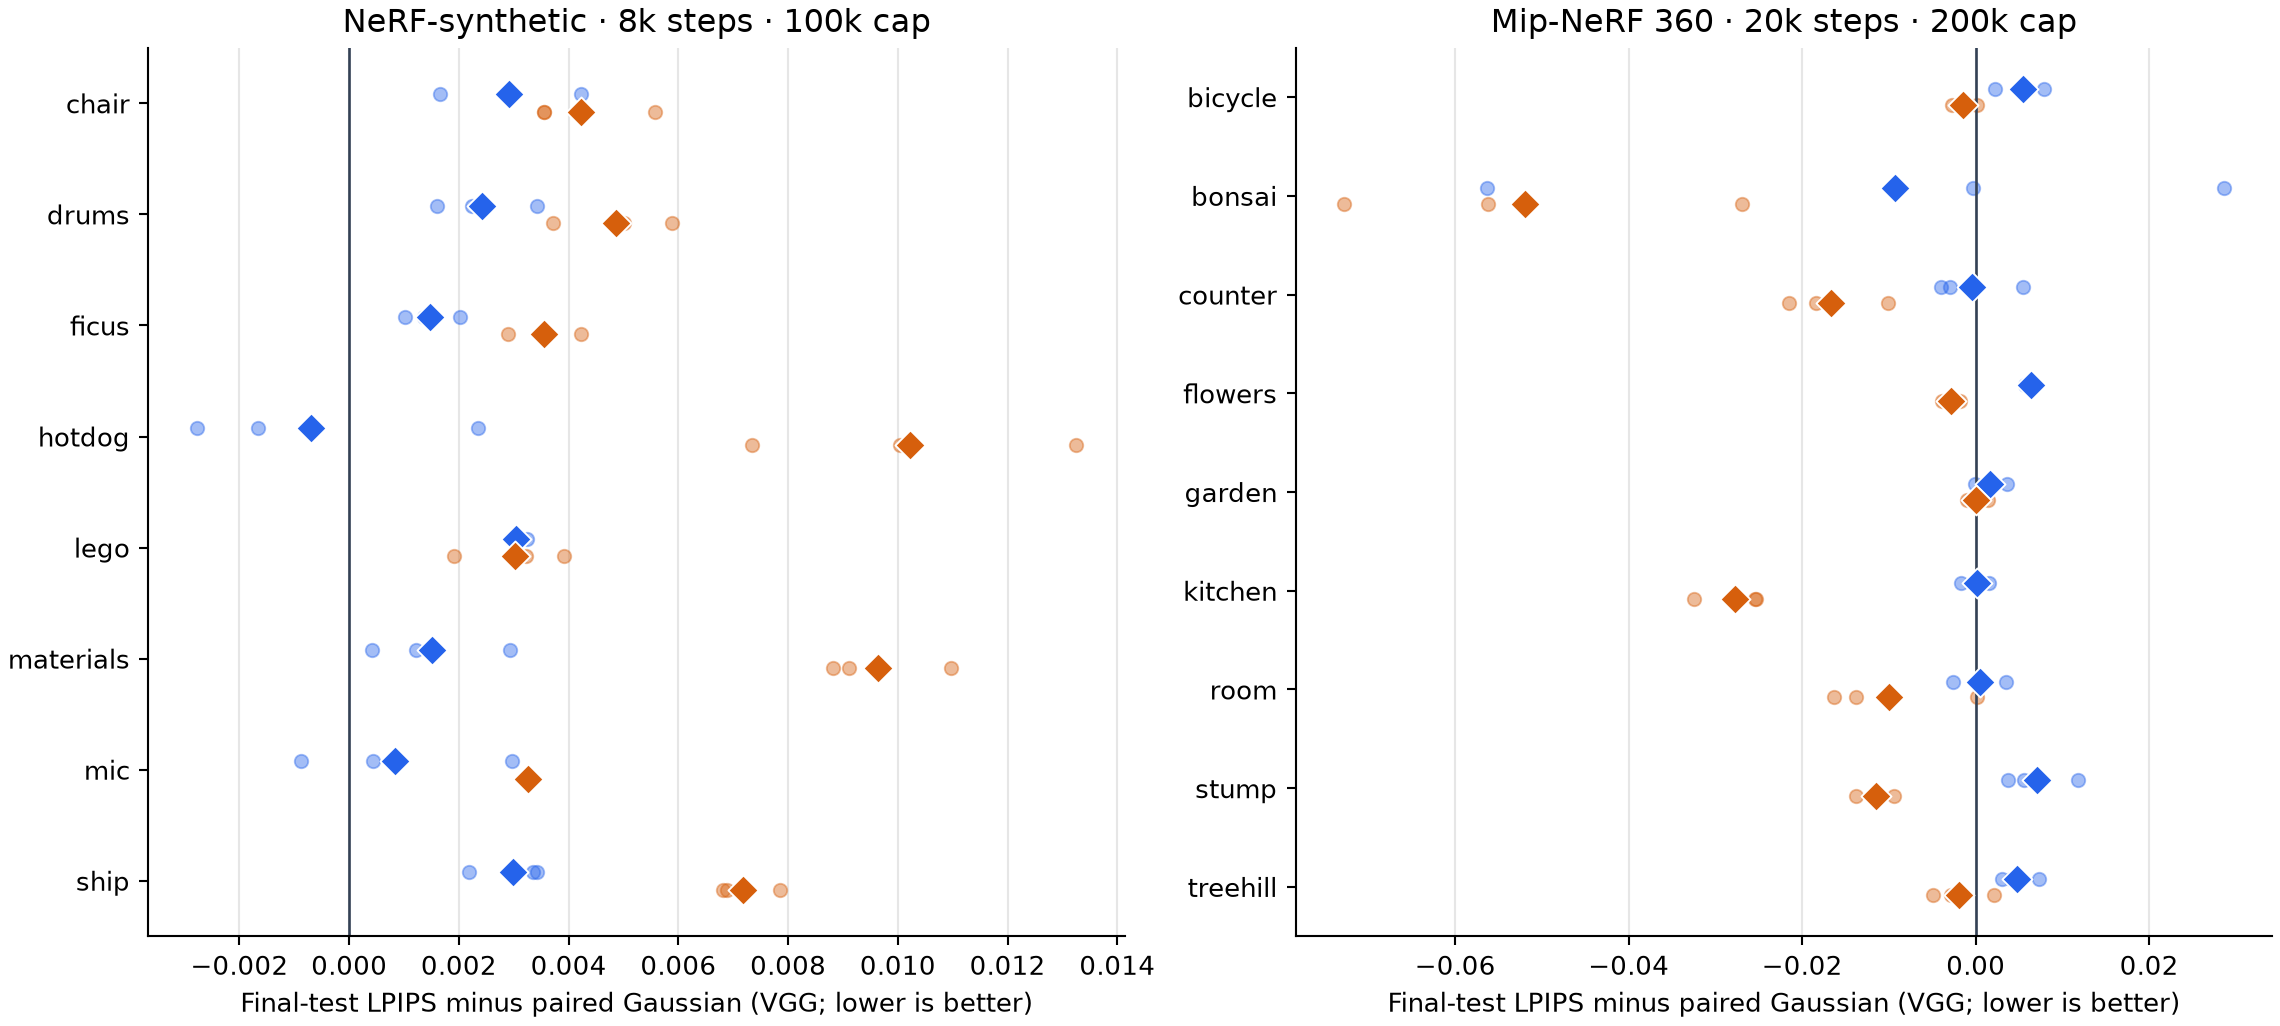 NeRF-synthetic · 8k steps · 100k cap
chair
drums
ficus
hotdog
lego
materials
mic
ship
−0.002 0.000 0.002 0.004 0.006 0.008 0.010 0.012 0.014
Final-test LPIPS minus paired Gaussian (VGG; lower is better)
Mip-NeRF 360 · 20k steps · 200k cap
bicycle
bonsai
counter
flowers
garden
kitchen
room
stump
treehill
−0.06 −0.04 −0.02 0.00 0.02
Final-test LPIPS minus paired Gaussian (VGG; lower is better)